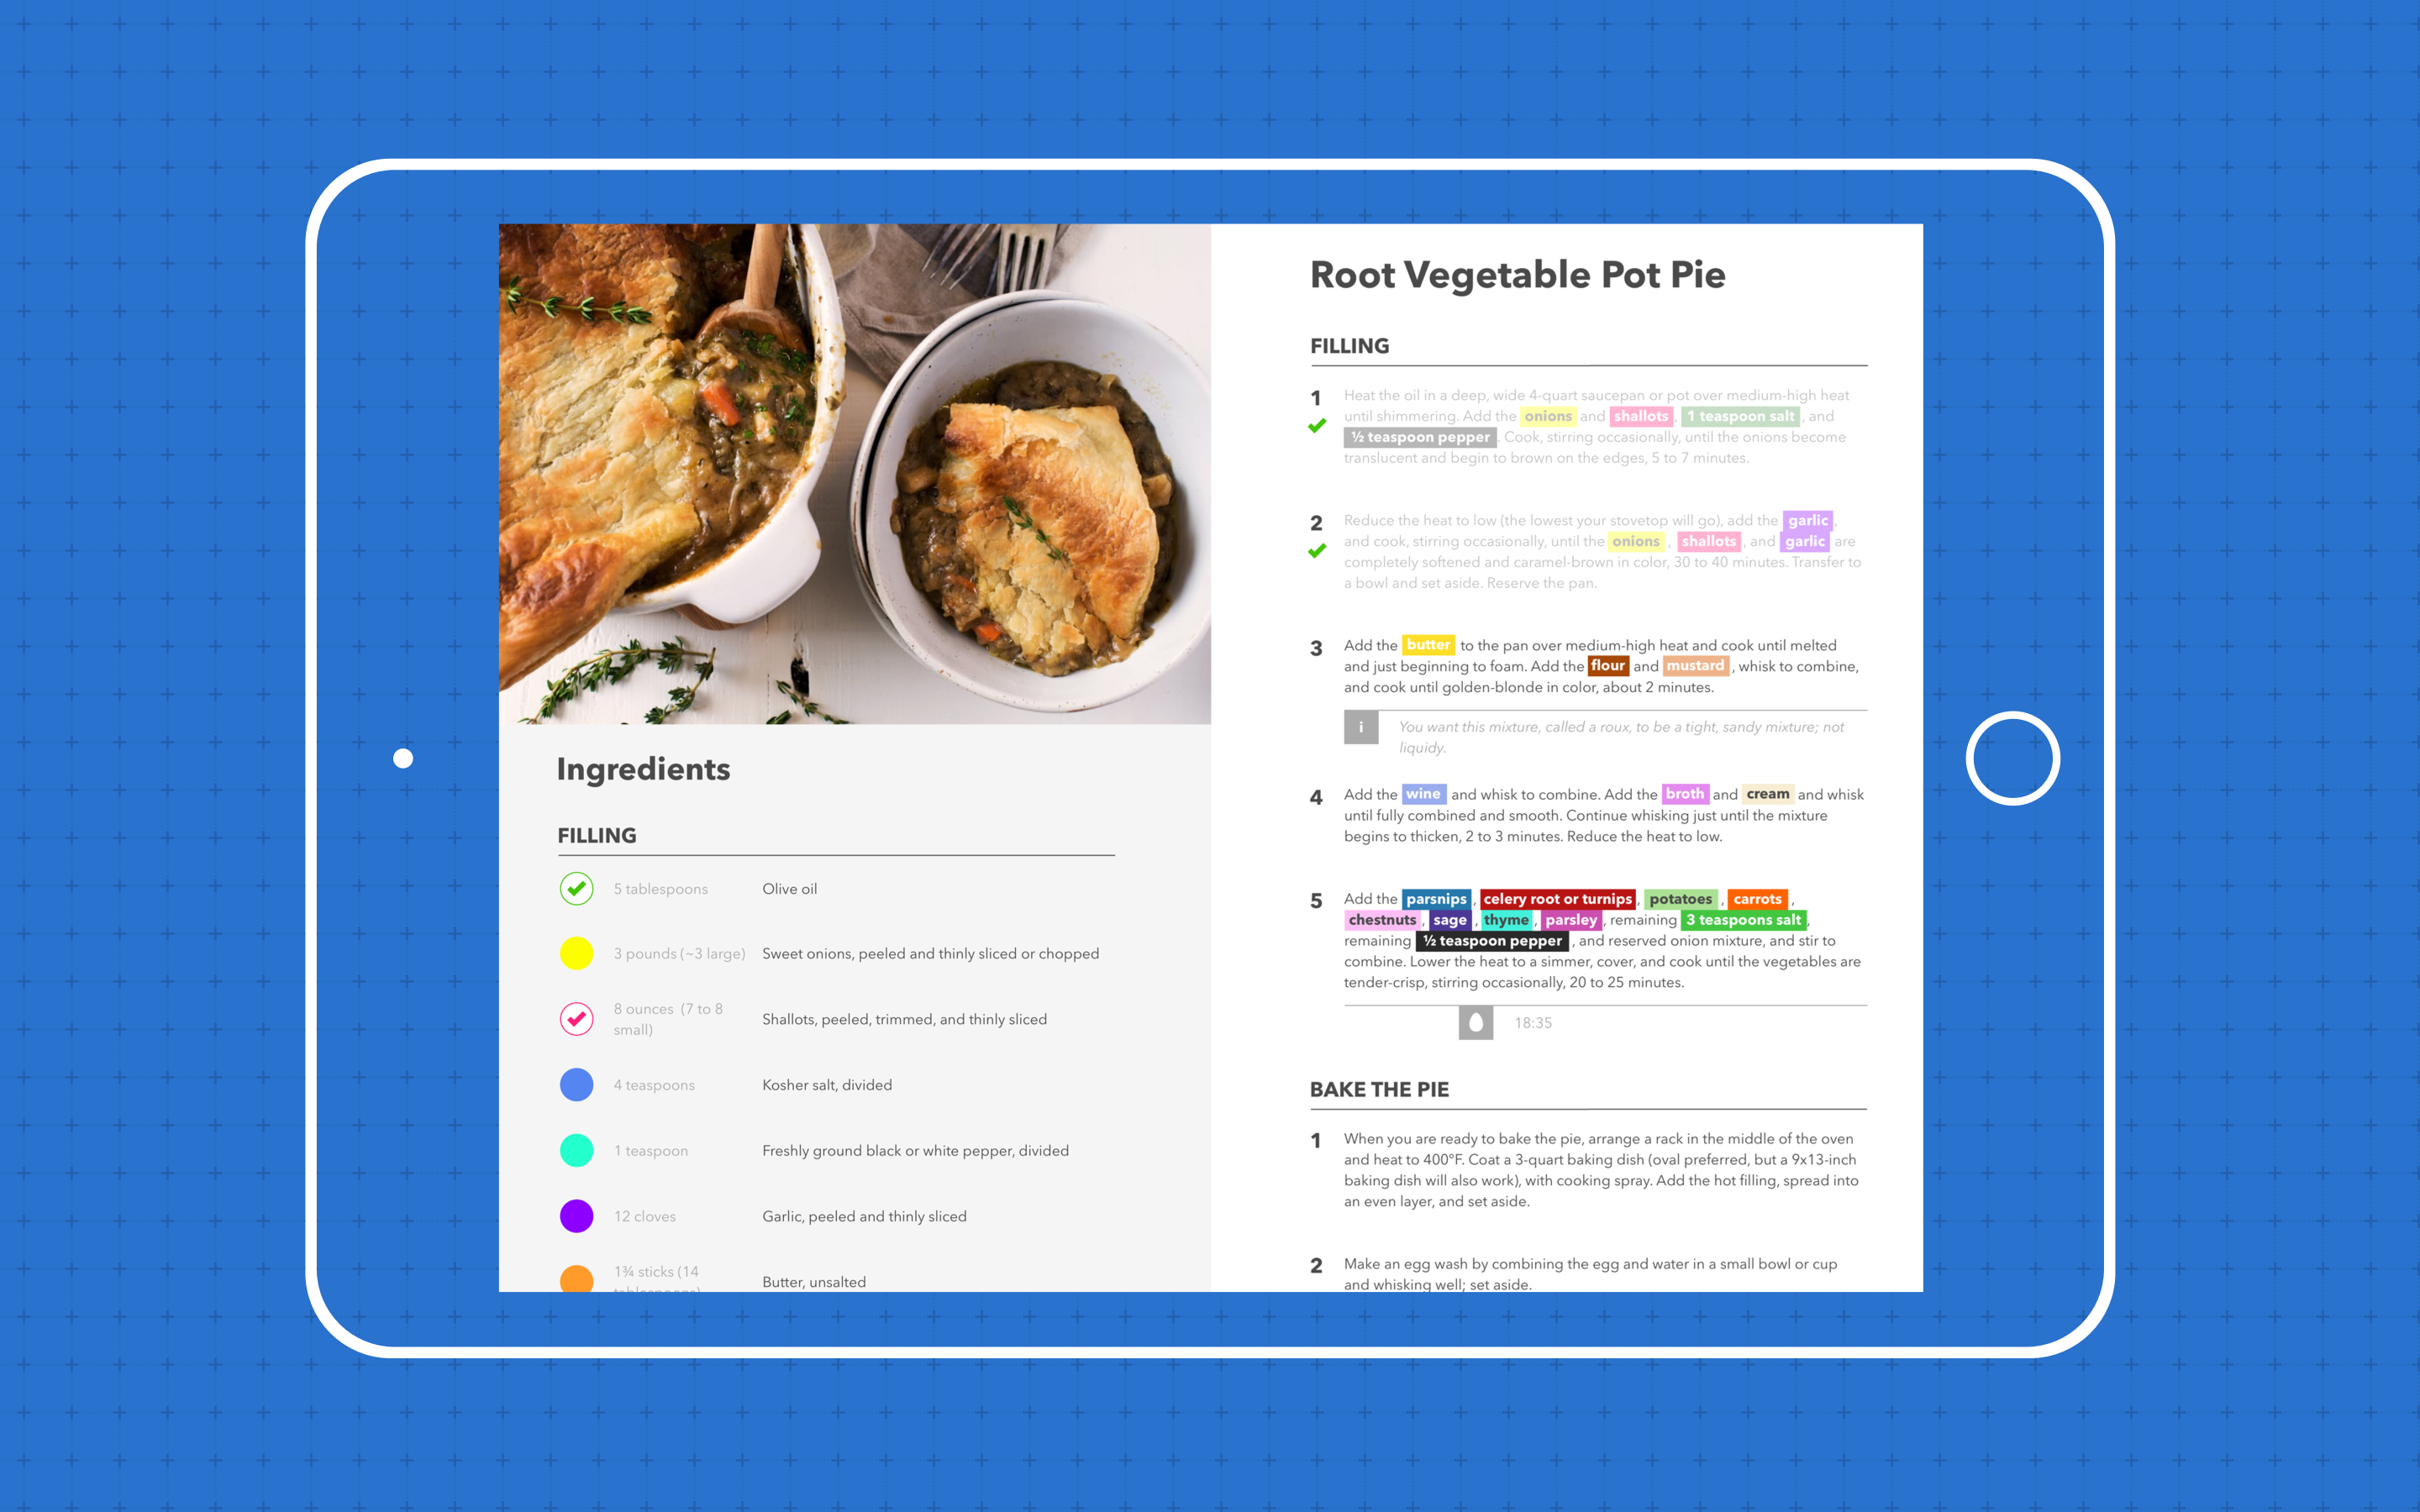 Root Vegetable Pot Pie
FILLING
1 Heat the oil in a deep, wide 4-quart saucepan or pot over medium-high heat
until shimmering. Add the onions and shallots, 1 teaspoon salt, and
½ teaspoon pepper. Cook, stirring occasionally, until the onions become
translucent and begin to brown on the edges, 5 to 7 minutes.
2 Reduce the heat to low (the lowest your stovetop will go), add the garlic,
and cook, stirring occasionally, until the onions, shallots, and garlic are
completely softened and caramel-brown in color, 30 to 40 minutes. Transfer to
a bowl and set aside. Reserve the pan.
3 Add the butter to the pan over medium-high heat and cook until melted
and just beginning to foam. Add the flour and mustard, whisk to combine,
and cook until golden-blonde in color, about 2 minutes.
i You want this mixture, called a roux, to be a tight, sandy mixture; not
liquidy.
4 Add the wine and whisk to combine. Add the broth and cream and whisk
until fully combined and smooth. Continue whisking just until the mixture
begins to thicken, 2 to 3 minutes. Reduce the heat to low.
5 Add the parsnips, celery root or turnips, potatoes, carrots,
chestnuts, sage, thyme, parsley, remaining 3 teaspoons salt,
remaining ½ teaspoon pepper, and reserved onion mixture, and stir to
combine. Lower the heat to a simmer, cover, and cook until the vegetables are
tender-crisp, stirring occasionally, 20 to 25 minutes.
18:35
BAKE THE PIE
1 When you are ready to bake the pie, arrange a rack in the middle of the oven
and heat to 400°F. Coat a 3-quart baking dish (oval preferred, but a 9x13-inch
baking dish will also work), with cooking spray. Add the hot filling, spread into
an even layer, and set aside.
2 Make an egg wash by combining the egg and water in a small bowl or cup
and whisking well; set aside.
Ingredients
FILLING
5 tablespoons Olive oil
3 pounds (~3 large) Sweet onions, peeled and thinly sliced or chopped
8 ounces (7 to 8
small) Shallots, peeled, trimmed, and thinly sliced
4 teaspoons Kosher salt, divided
1 teaspoon Freshly ground black or white pepper, divided
12 cloves Garlic, peeled and thinly sliced
1¾ sticks (14
tablespoons) Butter, unsalted